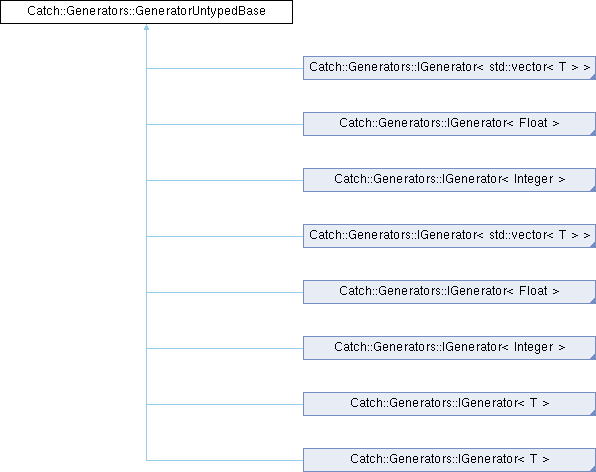 Catch::Generators::GeneratorUntypedBase
Catch::Generators::IGenerator< std::vector< T > >
Catch::Generators::IGenerator< Float >
Catch::Generators::IGenerator< Integer >
Catch::Generators::IGenerator< std::vector< T > >
Catch::Generators::IGenerator< Float >
Catch::Generators::IGenerator< Integer >
Catch::Generators::IGenerator< T >
Catch::Generators::IGenerator< T >